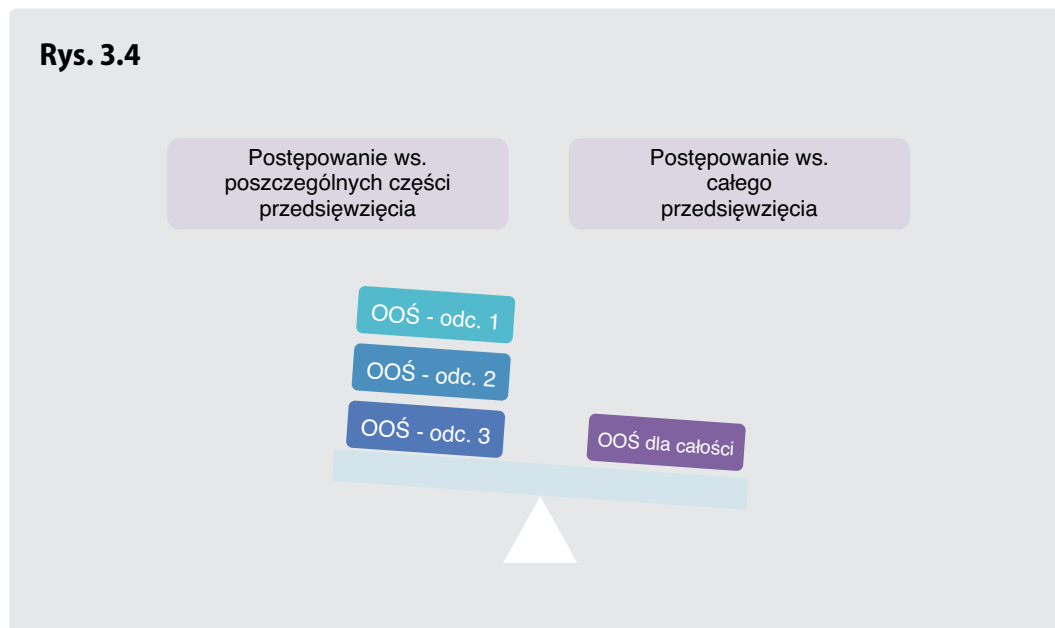 Rys. 3.4
Postępowanie ws.
poszczególnych części
przedsięwzięcia
Postępowanie ws.
całego
przedsięwzięcia
OOŚ - odc. 1
OOŚ - odc. 2
OOŚ - odc. 3
OOŚ dla całości